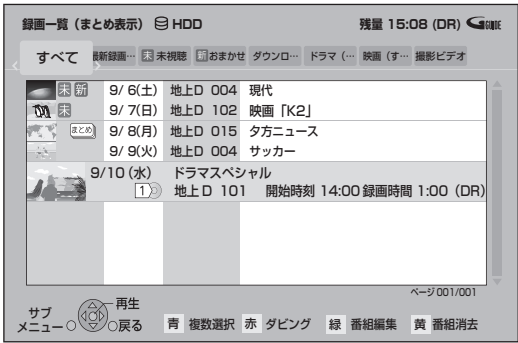 録画一覧（まとめ表示） HDD 残量 15:08 (DR) GGUIDE
すべて 最新録画… 未 未視聴 新 おまかせ ダウンロ… ドラマ（… 映画（す… 撮影ビデオ
未 新 9/ 6(土) 地上D 004 現代
未 9/ 7(日) 地上D 102 映画「K2」
まとめ 9/ 8(月) 地上D 015 夕方ニュース
9/ 9(火) 地上D 004 サッカー
9/10(水) ドラマスペシャル
1 地上D 101 開始時刻 14:00 録画時間 1:00（DR）
ページ 001/001
サブメニュー 再生 戻る 青 複数選択 赤 ダビング 緑 番組編集 黄 番組消去